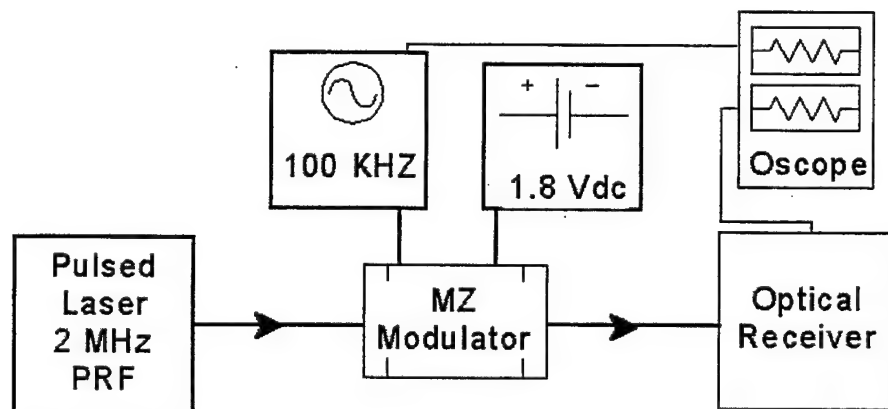 100 KHZ
+ −
1.8 Vdc
Oscope
Pulsed
Laser
2 MHz
PRF
MZ
Modulator
Optical
Receiver